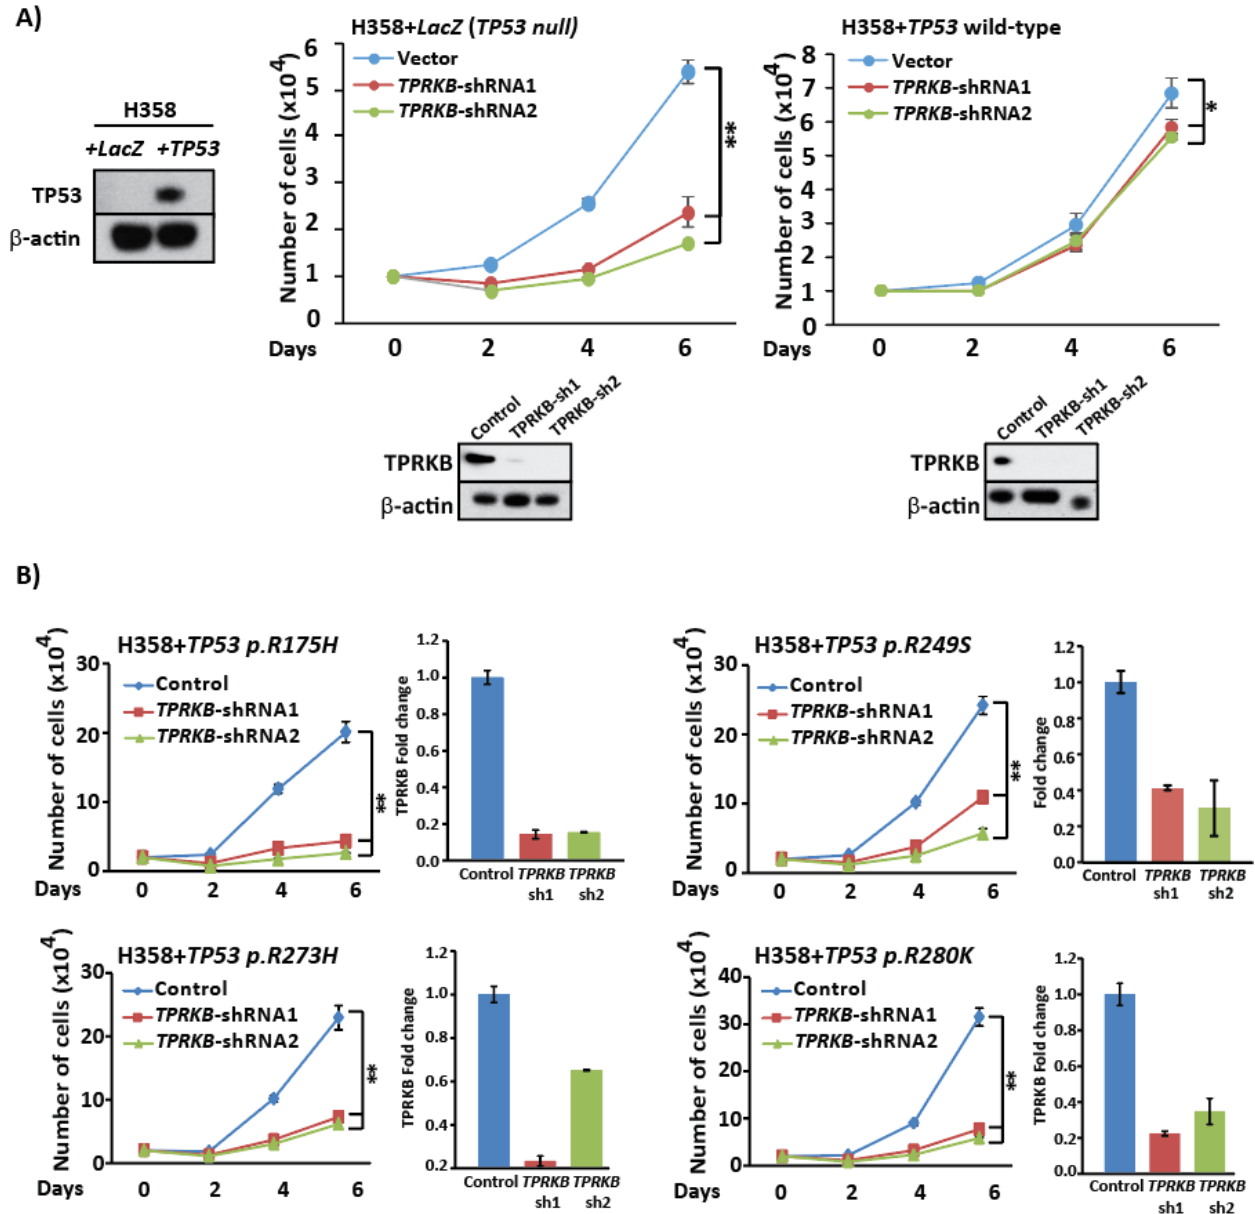 A)
H358
+LacZ +TP53
TP53
β-actin
H358+LacZ (TP53 null)
Number of cells (x10⁴)
6
5
4
3
2
1
0
Vector
TPRKB-shRNA1
TPRKB-shRNA2
**
Days 0 2 4 6
Control TPRKB-sh1 TPRKB-sh2
TPRKB
β-actin
H358+TP53 wild-type
Number of cells (x10⁴)
8
7
6
5
4
3
2
1
0
Vector
TPRKB-shRNA1
TPRKB-shRNA2
*
Days 0 2 4 6
Control TPRKB-sh1 TPRKB-sh2
TPRKB
β-actin
B)
H358+TP53 p.R175H
Number of cells (x10⁴)
30
20
10
0
Control
TPRKB-shRNA1
TPRKB-shRNA2
**
Days 0 2 4 6
TPRKB Fold change
1.2
1.0
0.8
0.6
0.4
0.2
0.0
Control TPRKB TPRKB
sh1 sh2
H358+TP53 p.R249S
Number of cells (x10⁴)
30
20
10
0
Control
TPRKB-shRNA1
TPRKB-shRNA2
**
Days 0 2 4 6
Fold change
1.2
1.0
0.8
0.6
0.4
0.2
0.0
Control TPRKB TPRKB
sh1 sh2
H358+TP53 p.R273H
Number of cells (x10⁴)
30
20
10
0
Control
TPRKB-shRNA1
TPRKB-shRNA2
**
Days 0 2 4 6
TPRKB Fold change
1.2
1.0
0.8
0.6
0.4
0.2
Control TPRKB TPRKB
sh1 sh2
H358+TP53 p.R280K
Number of cells (x10⁴)
40
30
20
10
0
Control
TPRKB-shRNA1
TPRKB-shRNA2
**
Days 0 2 4 6
TPRKB Fold change
1.2
1.0
0.8
0.6
0.4
0.2
0.0
Control TPRKB TPRKB
sh1 sh2